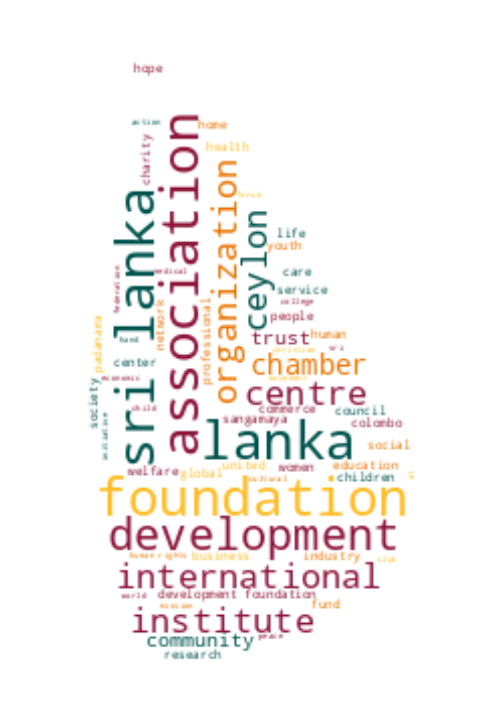 hope
action
home
charity
health
association
organization
sri lanka
ceylon
life
youth
care
service
college
people
federation
medical
network
professional
padanama
trust
human
sri
christian
chamber
center
economic
centre
society
child
commerce
council
sangamaya
colombo
lanka
social
welfare
global
united
women
education
cultural
children
foundation
development
human rights
business
industry
club
international
world
development foundation
mission
fund
institute
community
peace
research